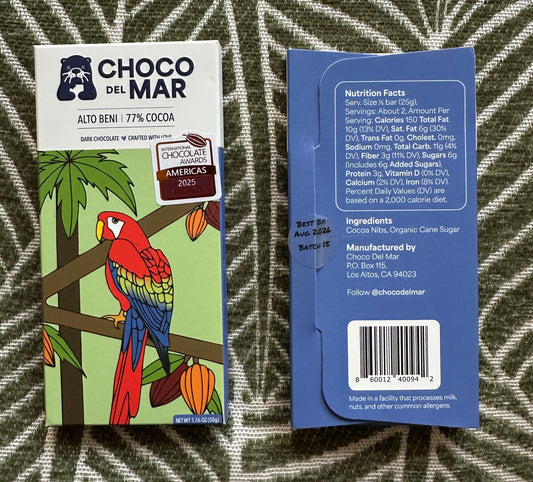 CHOCO
DEL MAR
ALTO BENI | 77% COCOA
DARK CHOCOLATE CRAFTED WITH LOVE
INTERNATIONAL
CHOCOLATE
AWARDS
AMERICAS
2025
NET WT 1.76 OZ (50g)
Nutrition Facts
Serv. Size ½ bar (25g),
Servings: About 2, Amount Per
Serving: Calories 150 Total Fat
10g (13% DV), Sat. Fat 6g (30%
DV), Trans Fat 0g, Cholest. 0mg,
Sodium 0mg, Total Carb. 11g (4%
DV), Fiber 3g (11% DV), Sugars 6g
(Includes 6g Added Sugars),
Protein 3g, Vitamin D (0% DV),
Calcium (2% DV), Iron (8% DV).
Percent Daily Values (DV) are
based on a 2,000 calorie diet.
BEST BY
AUG 2026
BATCH 15
Ingredients
Cocoa Nibs, Organic Cane Sugar
Manufactured by
Choco Del Mar
P.O. Box 115,
Los Altos, CA 94023
Follow @chocodelmar
8 60012 40094 2
Made in a facility that processes milk,
nuts, and other common allergens.